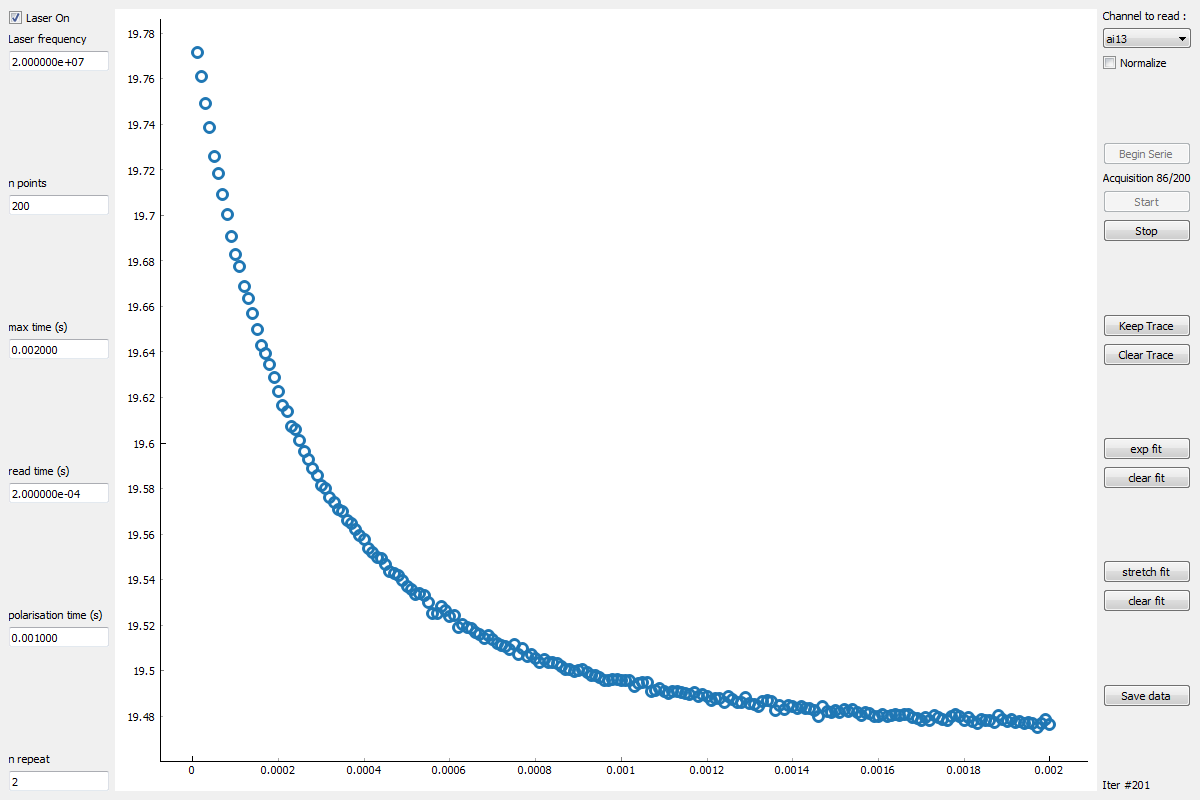 Laser On
Laser frequency
2.000000e+07
n points
200
max time (s)
0.002000
read time (s)
2.000000e-04
polarisation time (s)
0.001000
n repeat
2
19.78
19.76
19.74
19.72
19.7
19.68
19.66
19.64
19.62
19.6
19.58
19.56
19.54
19.52
19.5
19.48
0 0.0002 0.0004 0.0006 0.0008 0.001 0.0012 0.0014 0.0016 0.0018 0.002
Channel to read :
ai13
Normalize
Begin Serie
Acquisition 86/200
Start
Stop
Keep Trace
Clear Trace
exp fit
clear fit
stretch fit
clear fit
Save data
Iter #201